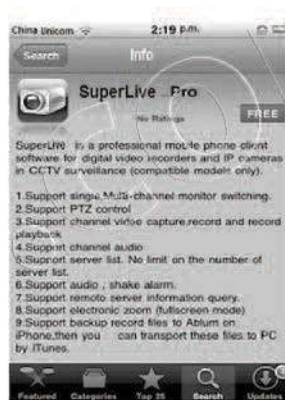 China Unicom 2:19 p.m.
Search Info
SuperLive Pro
No Ratings
FREE
SuperLive is a professional mobile phone client
software for digital video recorders and IP cameras
in CCTV surveillance (compatible models only).
1.Support single,Multi-channel monitor switching.
2.Support PTZ control
3.Support channel video capture,record and record
playback
4.Support channel audio
5.Support server list. No limit on the number of
server list.
6.Support audio , shake alarm.
7.Support remote server information query.
8.Support electronic zoom (fullscreen mode)
9.Support backup record files to Ablum on
iPhone,then you can transport these files to PC
by iTunes.
Featured Categories Top 25 Search Updates